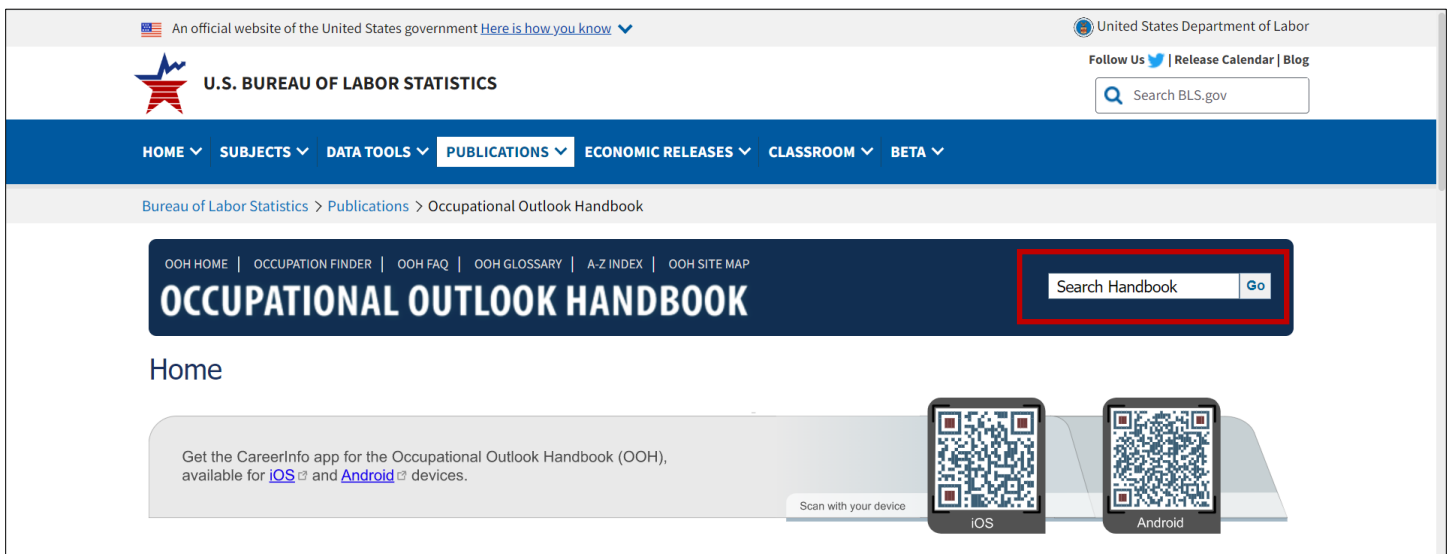 An official website of the United States government Here is how you know
United States Department of Labor
Follow Us | Release Calendar | Blog
U.S. BUREAU OF LABOR STATISTICS
Search BLS.gov
HOME SUBJECTS DATA TOOLS PUBLICATIONS ECONOMIC RELEASES CLASSROOM BETA
Bureau of Labor Statistics > Publications > Occupational Outlook Handbook
OOH HOME | OCCUPATION FINDER | OOH FAQ | OOH GLOSSARY | A-Z INDEX | OOH SITE MAP
OCCUPATIONAL OUTLOOK HANDBOOK
Search Handbook Go
Home
Get the CareerInfo app for the Occupational Outlook Handbook (OOH),
available for iOS and Android devices.
Scan with your device
iOS
Android